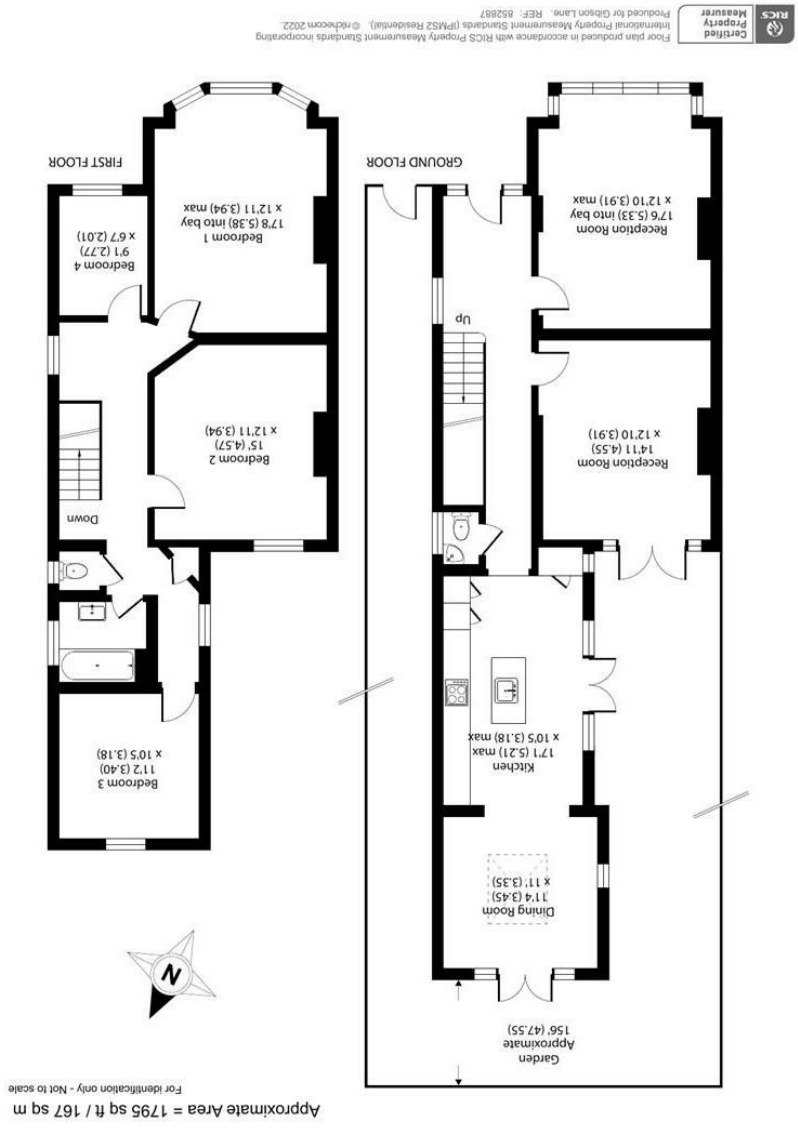 Approximate Area = 1795 sq ft / 167 sq m
For identification only - Not to scale
N
Garden
Approximate
156' (47.55)
Dining Room
11'4 (3.45)
x 11' (3.35)
Kitchen
17'1 (5.21) max
x 10'5 (3.18) max
Reception Room
14'11 (4.55)
x 12'10 (3.91)
Up
Reception Room
17'6 (5.33) into bay
x 12'10 (3.91) max
GROUND FLOOR
Bedroom 3
11'2 (3.40)
x 10'5 (3.18)
Down
Bedroom 2
15' (4.57)
x 12'11 (3.94)
Bedroom 1
17'8 (5.38) into bay
x 12'11 (3.94) max
Bedroom 4
9'1 (2.77)
x 6'7 (2.01)
FIRST FLOOR
RICS
Certified
Property
Measurer
Floor plan produced in accordance with RICS Property Measurement Standards incorporating
International Property Measurement Standards (IPMS2 Residential). © nichecom 2022.
Produced for Gibson Lane. REF: 852887